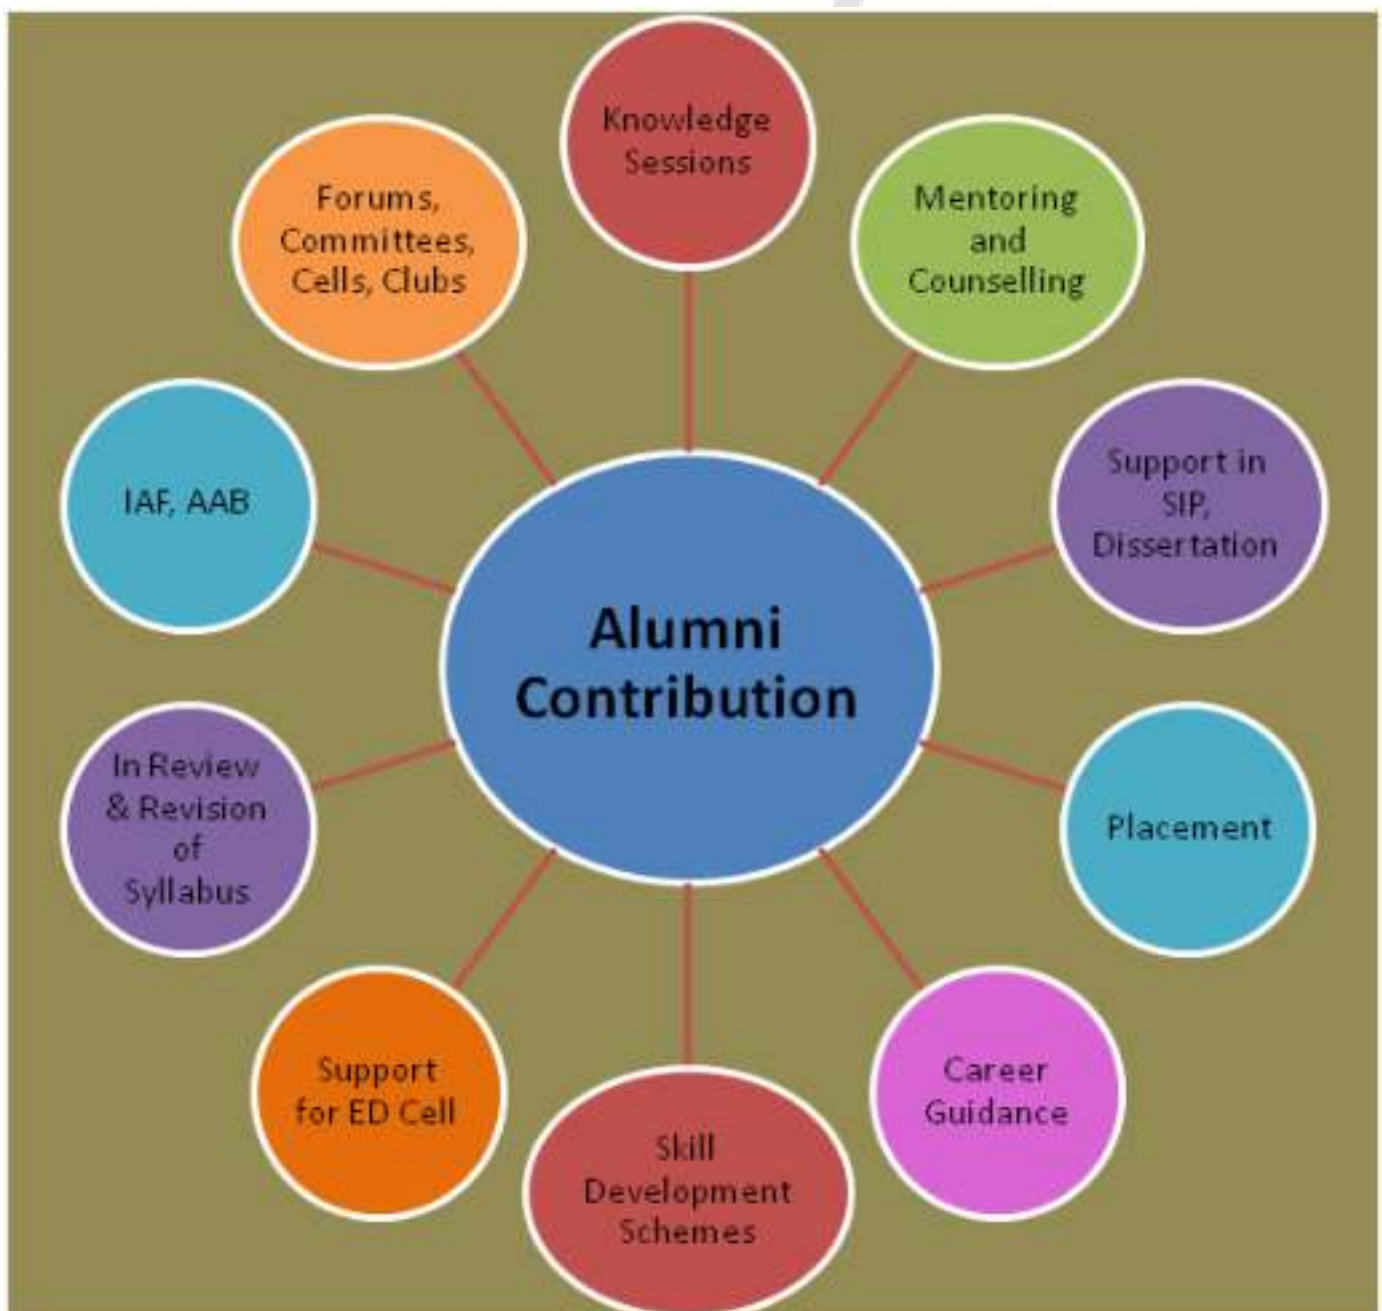 Knowledge
Sessions
Mentoring
and
Counselling
Support in
SIP,
Dissertation
Placement
Career
Guidance
Skill
Development
Schemes
Support
for ED Cell
In Review
& Revision
of
Syllabus
IAF, AAB
Forums,
Committees,
Cells, Clubs
Alumni
Contribution